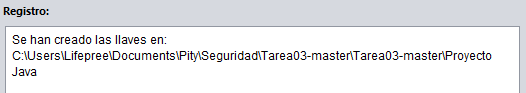 Registro:
Se han creado las llaves en:
C:\Users\Lifepree\Documents\Pity\Seguridad\Tarea03-master\Tarea03-master\Proyecto
Java